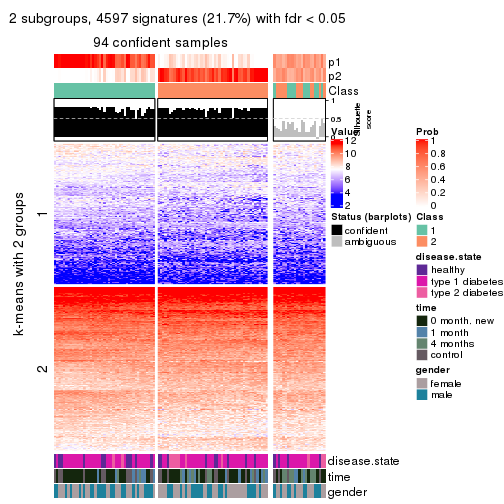 2 subgroups, 4597 signatures (21.7%) with fdr < 0.05
94 confident samples
p1
p2
Class
1
0.5
0
Silhouette
score
k-means with 2 groups
1
2
Value
12
10
8
6
4
2
Prob
1
0.8
0.6
0.4
0.2
0
Status (barplots)
confident
ambiguous
Class
1
2
disease.state
healthy
type 1 diabetes
type 2 diabetes
time
0 month. new
1 month
4 months
control
gender
female
male
disease.state
time
gender